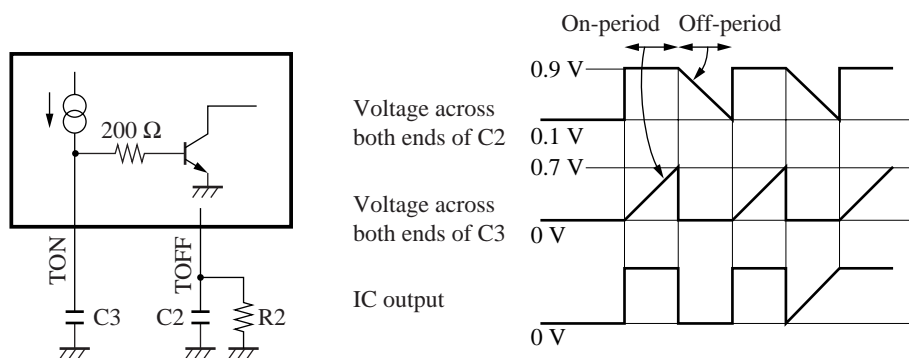 On-period
Off-period
0.9 V
Voltage across
both ends of C2
0.1 V
0.7 V
Voltage across
both ends of C3
0 V
IC output
0 V
200 Ω
TON
TOFF
C3
C2
R2